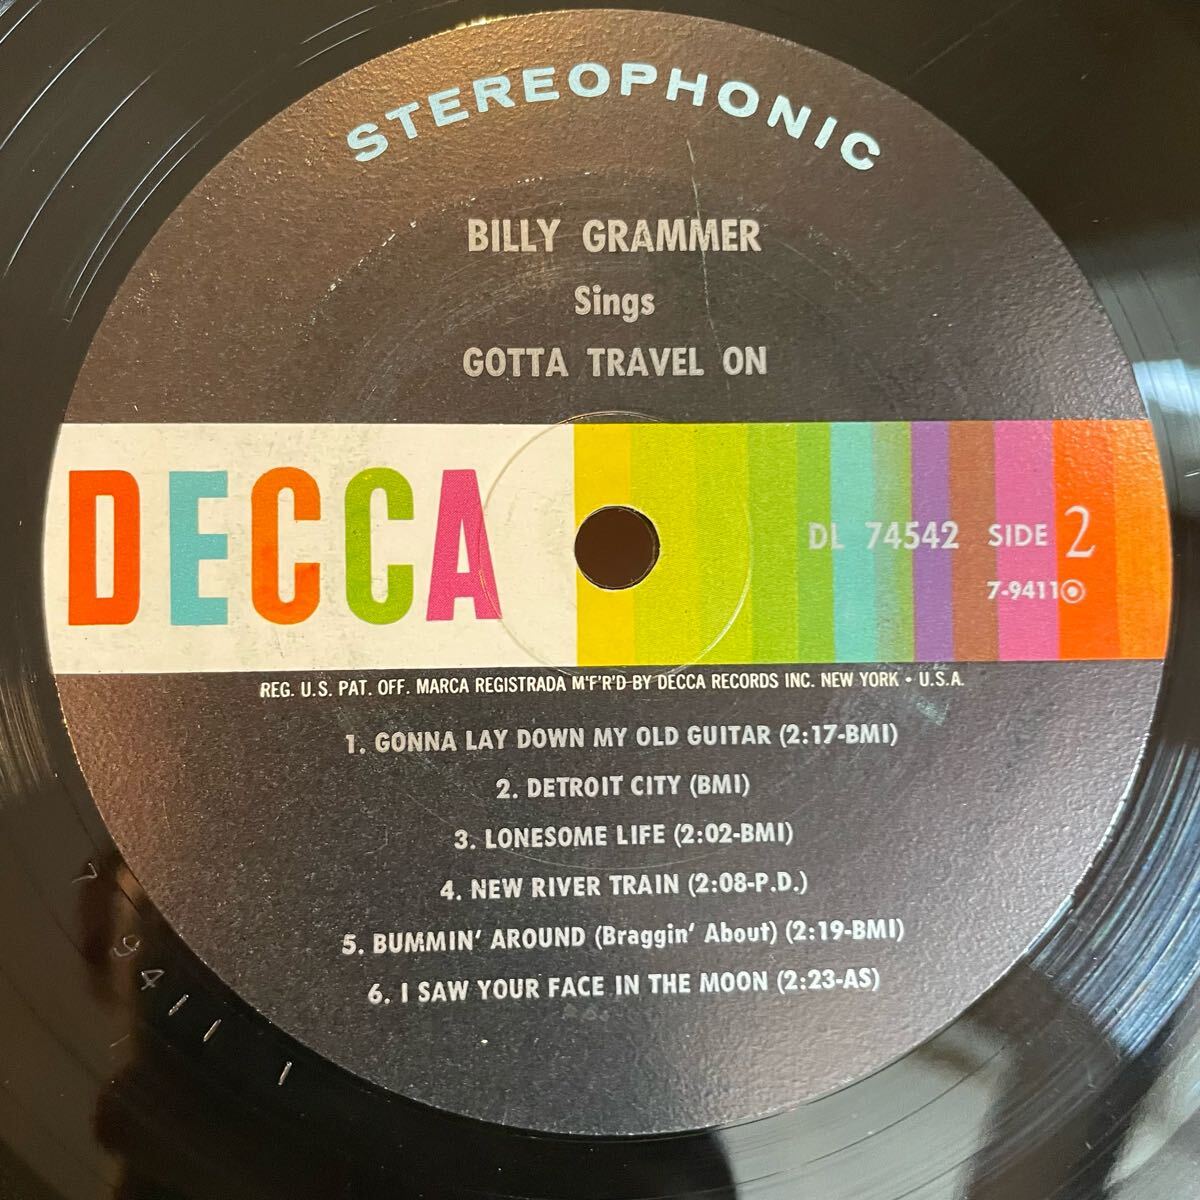 STEREOPHONIC
BILLY GRAMMER
Sings
GOTTA TRAVEL ON
DECCA
DL 74542 SIDE 2
7-9411
REG. U.S. PAT. OFF. MARCA REGISTRADA M'F'R'D BY DECCA RECORDS INC. NEW YORK • U.S.A.
1. GONNA LAY DOWN MY OLD GUITAR (2:17-BMI)
2. DETROIT CITY (BMI)
3. LONESOME LIFE (2:02-BMI)
4. NEW RIVER TRAIN (2:08-P.D.)
5. BUMMIN' AROUND (Braggin' About) (2:19-BMI)
6. I SAW YOUR FACE IN THE MOON (2:23-AS)
7 9411 1